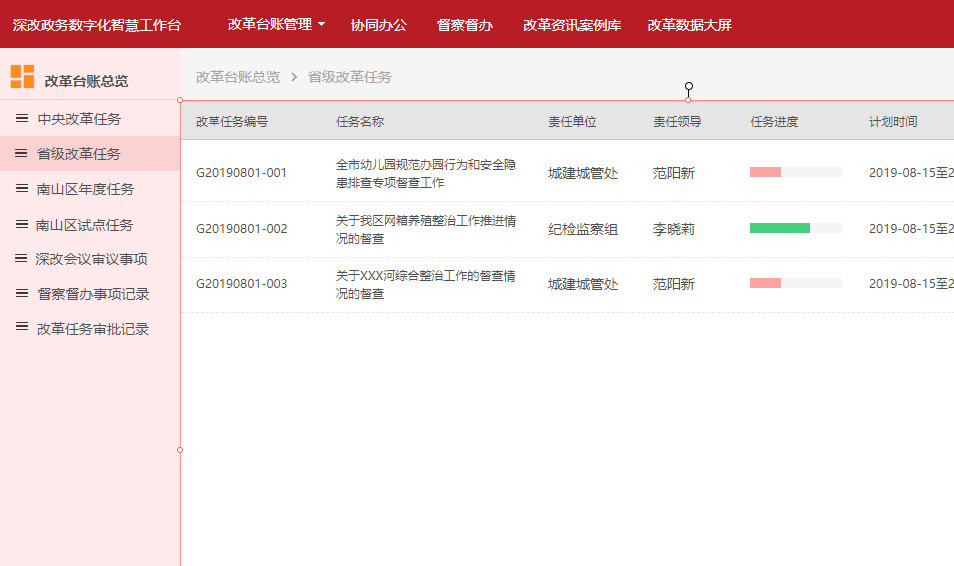 深改政务数字化智慧工作台 改革台账管理 协同办公 督察督办 改革资讯案例库 改革数据大屏
改革台账总览
中央改革任务
省级改革任务
南山区年度任务
南山区试点任务
深改会议审议事项
督察督办事项记录
改革任务审批记录
改革台账总览 > 省级改革任务
改革任务编号 任务名称 责任单位 责任领导 任务进度 计划时间
G20190801-001 全市幼儿园规范办园行为和安全隐 城建城管处 范阳新 2019-08-15至2
患排查专项督查工作
G20190801-002 关于我区网箱养殖整治工作推进情 纪检监察组 李晓莉 2019-08-15至2
况的督查
G20190801-003 关于XXX河综合整治工作的督查情 城建城管处 范阳新 2019-08-15至2
况的督查